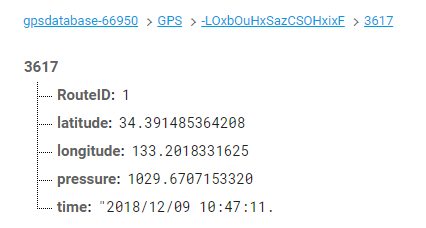 gpsdatabase-66950 > GPS > -LOxbOuHxSazCSOHxixF > 3617
3617
RouteID: 1
latitude: 34.391485364208
longitude: 133.2018331625
pressure: 1029.6707153320
time: "2018/12/09 10:47:11.